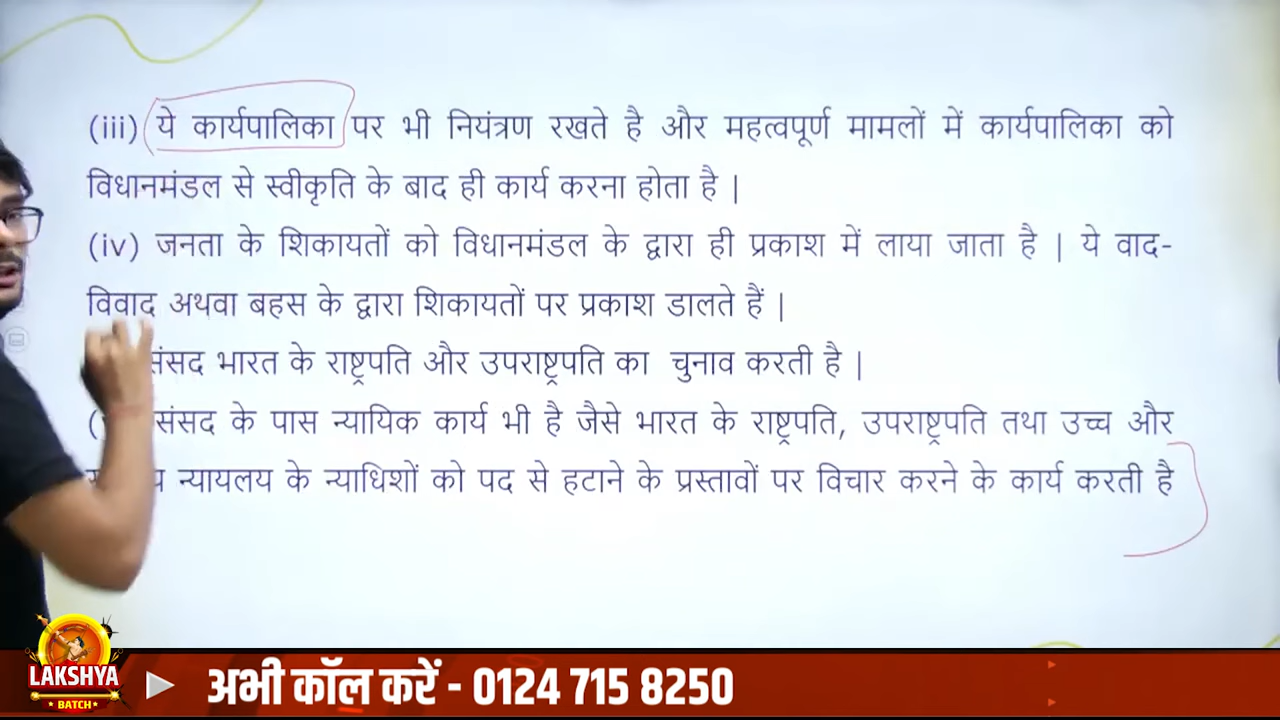 (iii) ये कार्यपालिका पर भी नियंत्रण रखते है और महत्वपूर्ण मामलों में कार्यपालिका को
विधानमंडल से स्वीकृति के बाद ही कार्य करना होता है |
(iv) जनता के शिकायतों को विधानमंडल के द्वारा ही प्रकाश में लाया जाता है | ये वाद-
विवाद अथवा बहस के द्वारा शिकायतों पर प्रकाश डालते हैं |
संसद भारत के राष्ट्रपति और उपराष्ट्रपति का चुनाव करती है |
संसद के पास न्यायिक कार्य भी है जैसे भारत के राष्ट्रपति, उपराष्ट्रपति तथा उच्च और
न्यायलय के न्याधिशों को पद से हटाने के प्रस्तावों पर विचार करने के कार्य करती है
LAKSHYA
BATCH
अभी कॉल करें - 0124 715 8250